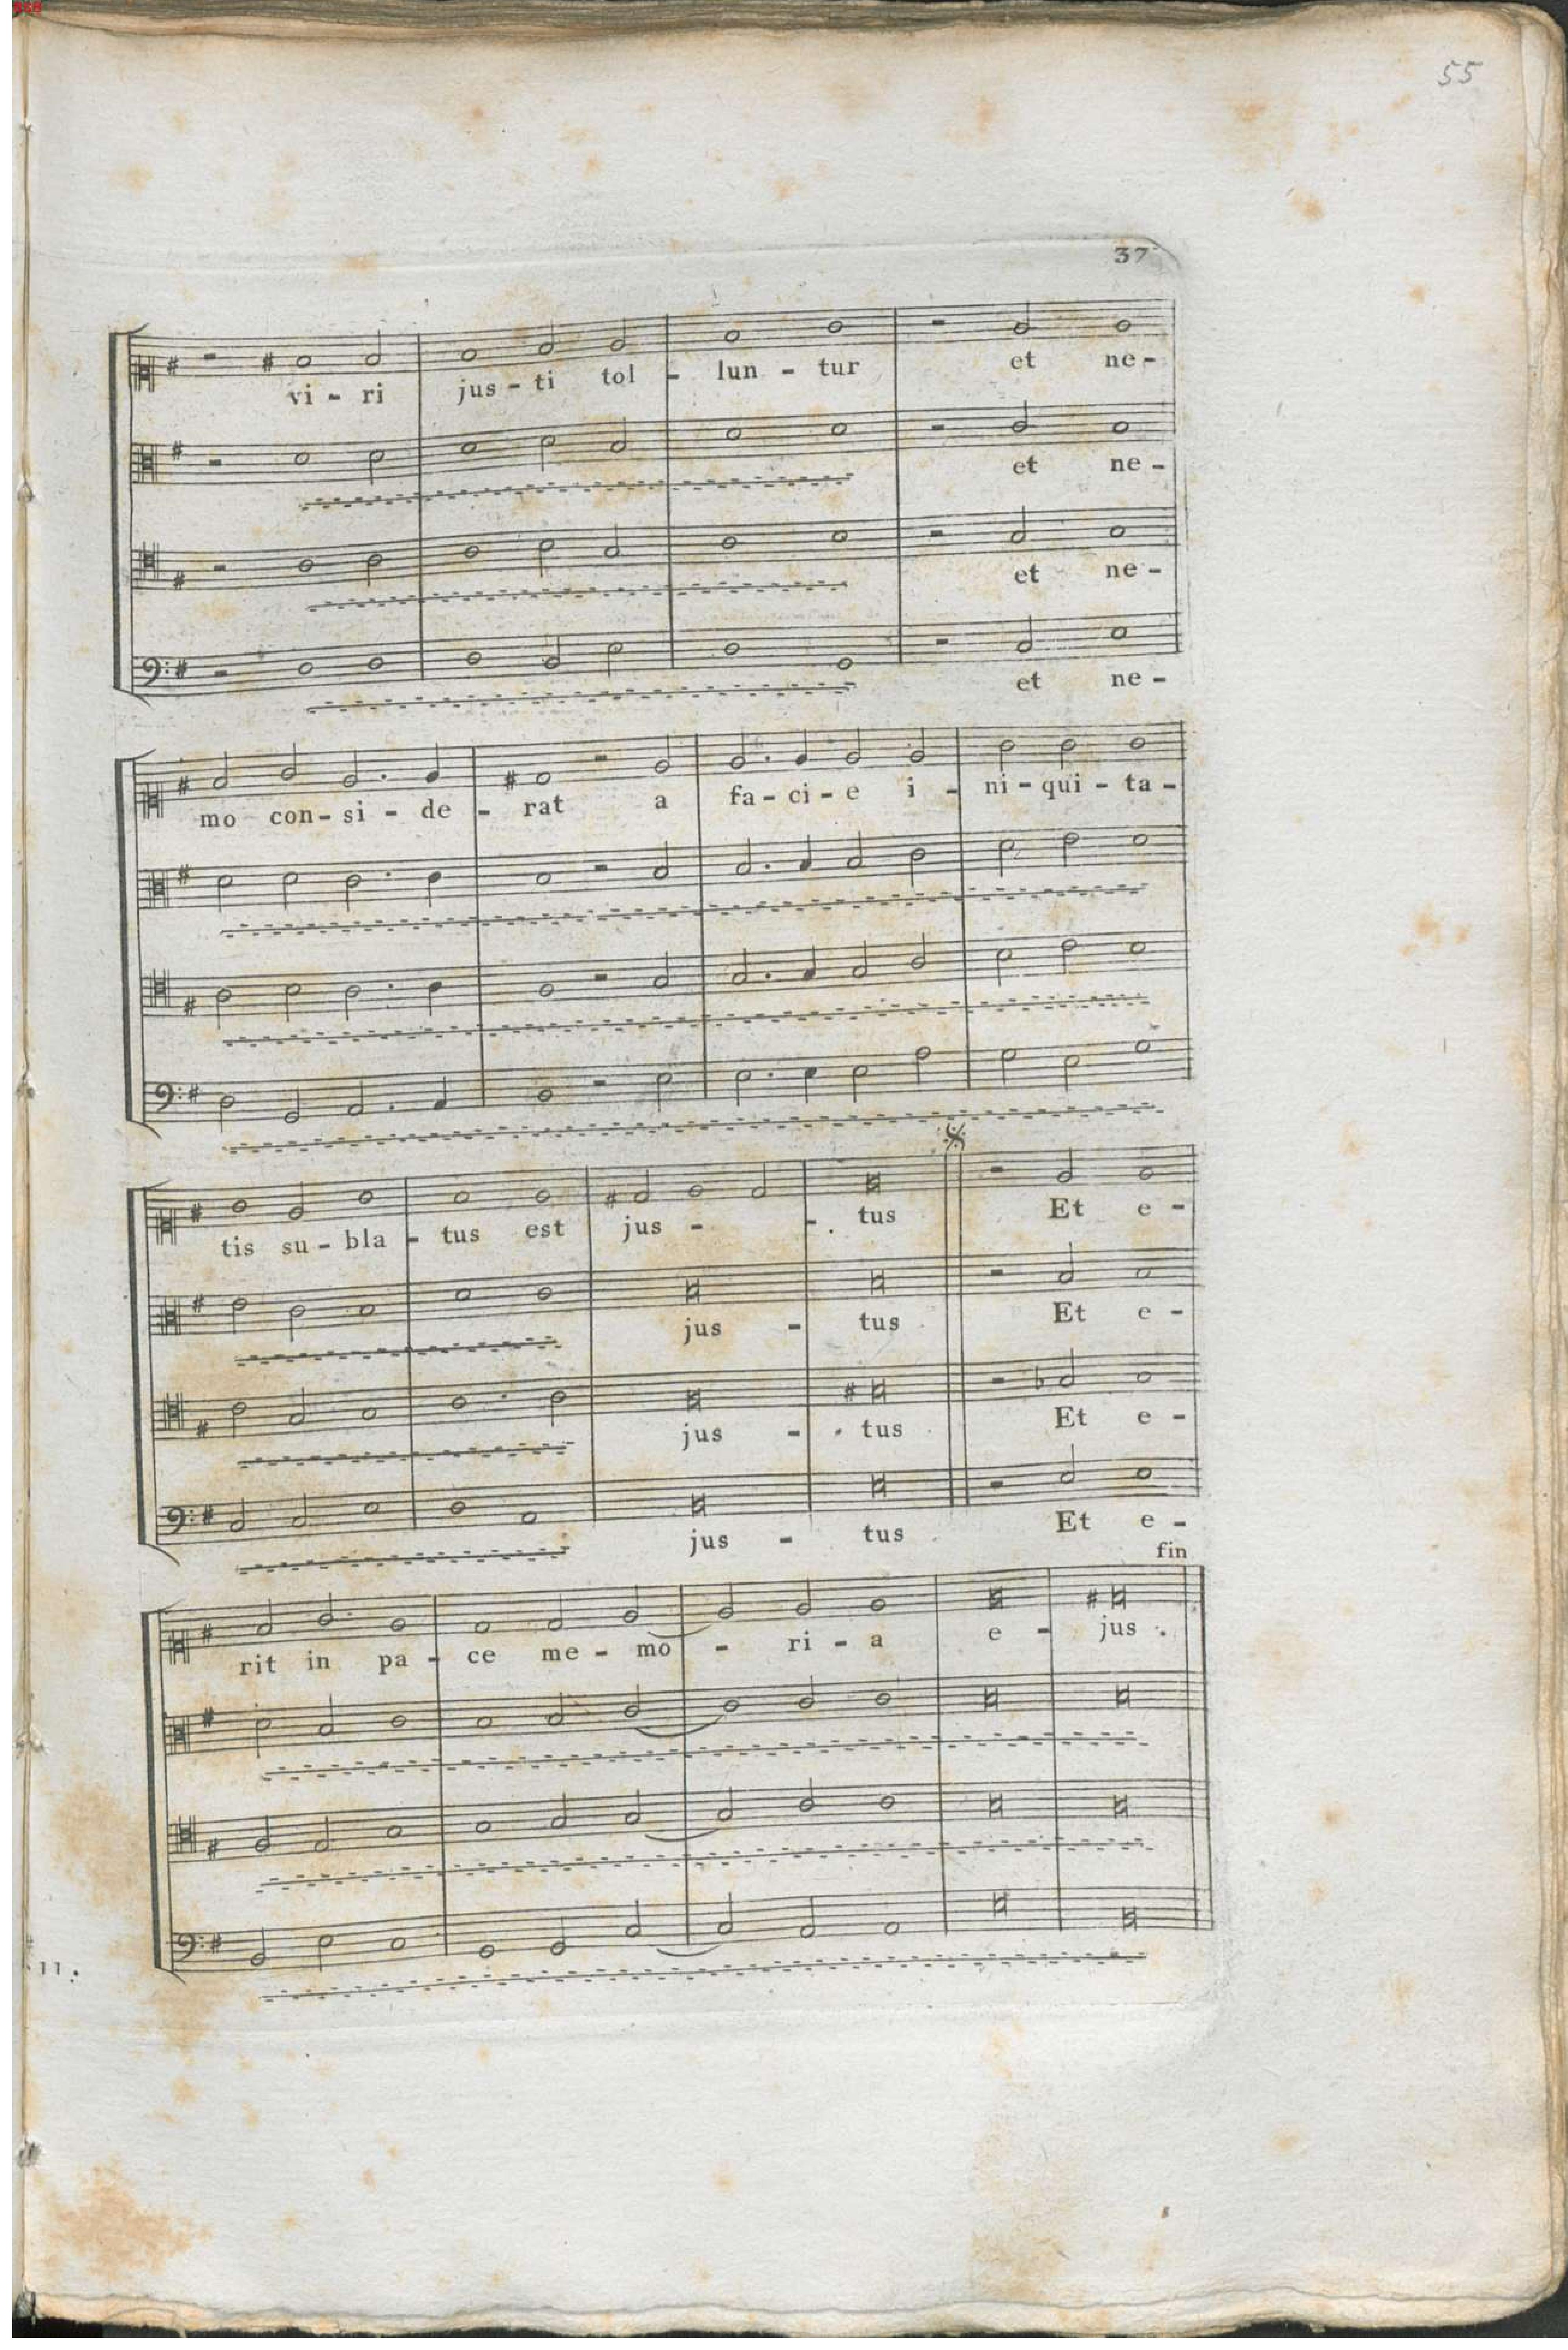 BSB
55
37
vi - ri jus - ti tol - lun - tur et ne -
et ne -
et ne -
et ne -
mo con - si - de - rat a fa - ci - e i - ni - qui - ta -
tis su - bla - tus est jus - - . tus Et e -
jus - tus . Et e -
jus - . tus . Et e -
jus - tus . Et e -
fin
rit in pa - ce me - mo - ri - a e - jus .
11 .